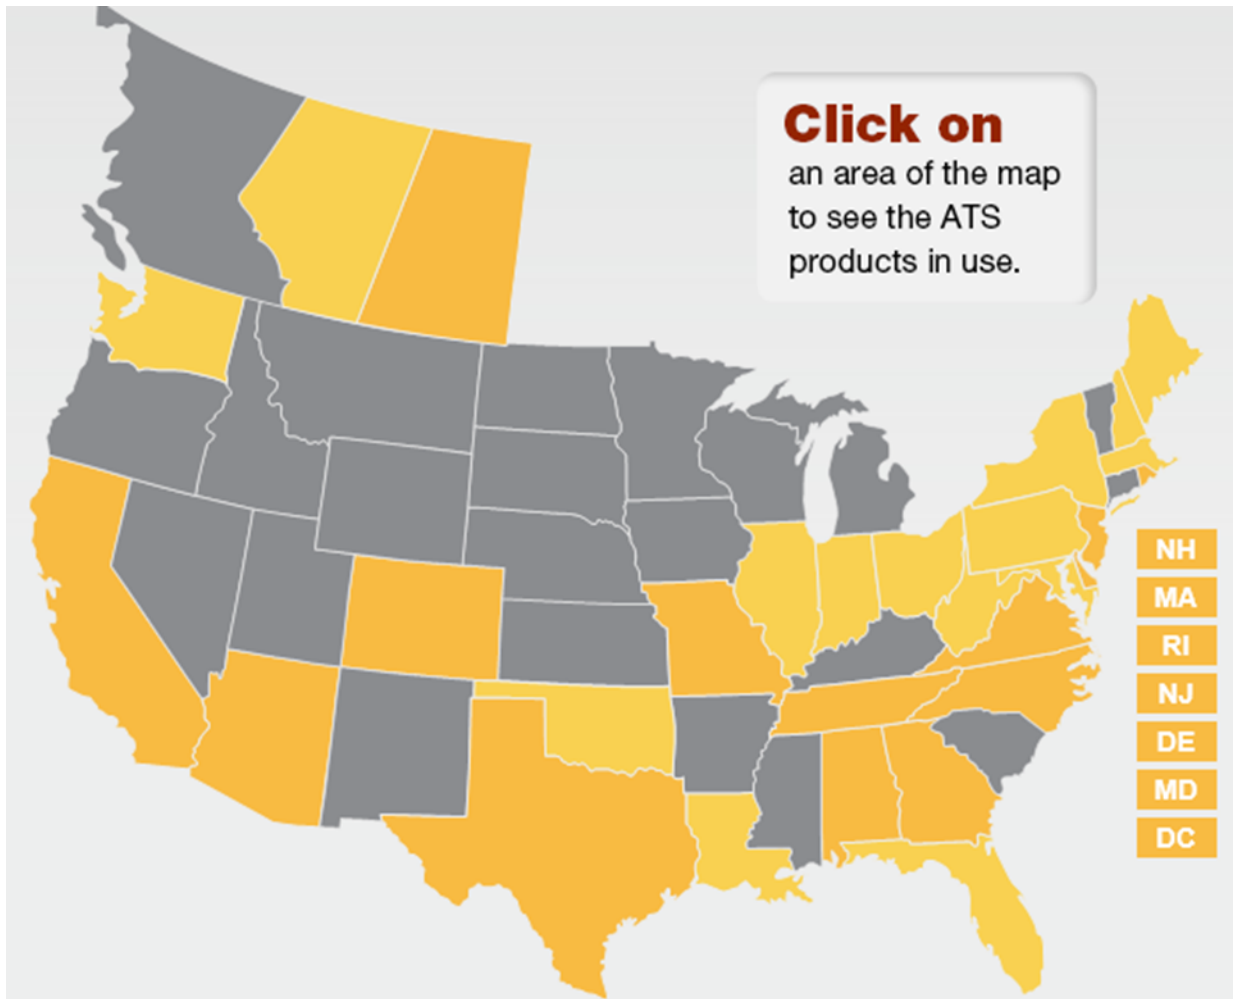 Click on
an area of the map
to see the ATS
products in use.
NH
MA
RI
NJ
DE
MD
DC